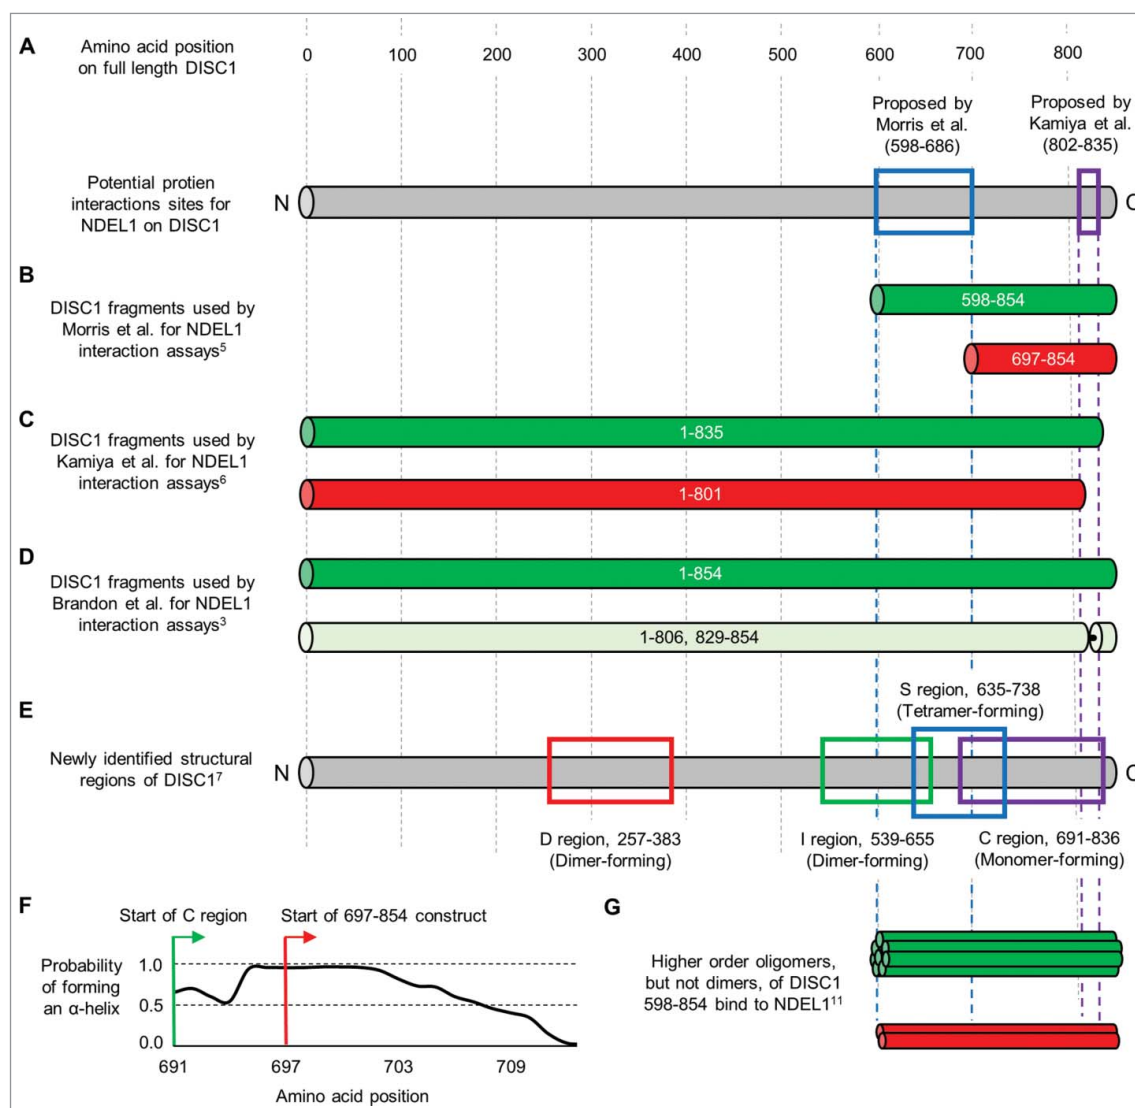 A
Amino acid position
on full length DISC1
0 100 200 300 400 500 600 700 800
Proposed by
Morris et al.
(598-686)
Proposed by
Kamiya et al.
(802-835)
Potential protien
interactions sites for
NDEL1 on DISC1
N
C
B
DISC1 fragments used by
Morris et al. for NDEL1
interaction assays⁵
598-854
697-854
C
DISC1 fragments used by
Kamiya et al. for NDEL1
interaction assays⁶
1-835
1-801
D
DISC1 fragments used by
Brandon et al. for NDEL1
interaction assays³
1-854
1-806, 829-854
S region, 635-738
(Tetramer-forming)
E
Newly identified structural
regions of DISC1⁷
N
C
D region, 257-383
(Dimer-forming)
I region, 539-655
(Dimer-forming)
C region, 691-836
(Monomer-forming)
F
Start of C region
Start of 697-854 construct
Probability
of forming
an α-helix
1.0
0.5
0.0
691 697 703 709
Amino acid position
G
Higher order oligomers,
but not dimers, of DISC1
598-854 bind to NDEL1¹¹